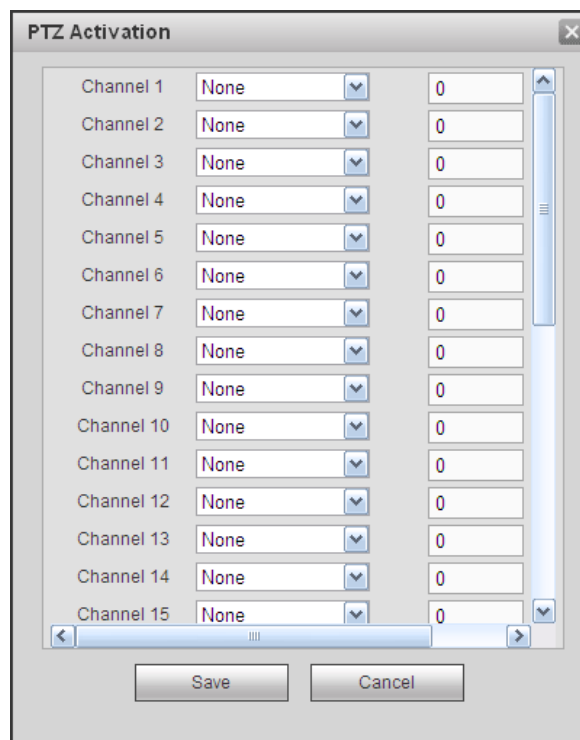 PTZ Activation
Channel 1 None 0
Channel 2 None 0
Channel 3 None 0
Channel 4 None 0
Channel 5 None 0
Channel 6 None 0
Channel 7 None 0
Channel 8 None 0
Channel 9 None 0
Channel 10 None 0
Channel 11 None 0
Channel 12 None 0
Channel 13 None 0
Channel 14 None 0
Channel 15 None 0
Save Cancel